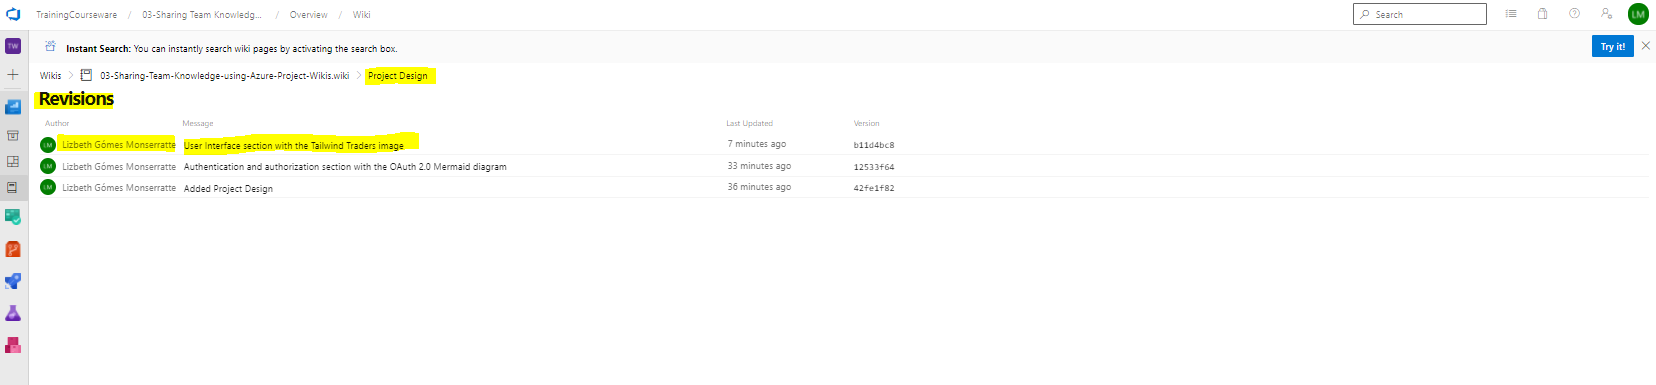 TrainingCourseware / 03-Sharing Team Knowledg... / Overview / Wiki
Search
LM
TW
Instant Search: You can instantly search wiki pages by activating the search box.
Try it!
Wikis > 03-Sharing-Team-Knowledge-using-Azure-Project-Wikis.wiki > Project Design
Revisions
Author Message Last Updated Version
LM Lizbeth Gómes Monserratte User Interface section with the Tailwind Traders image 7 minutes ago b11d4bc8
LM Lizbeth Gómes Monserratte Authentication and authorization section with the OAuth 2.0 Mermaid diagram 33 minutes ago 12533f64
LM Lizbeth Gómes Monserratte Added Project Design 36 minutes ago 42fe1f82